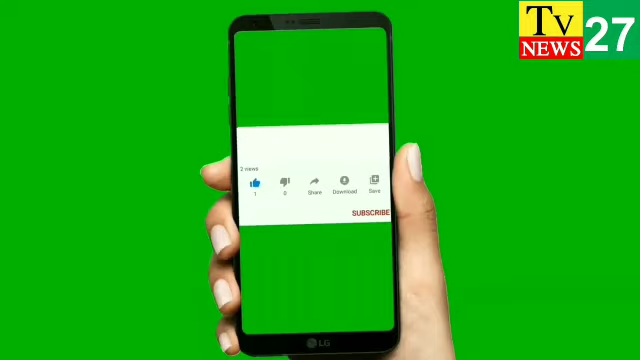 Tv
NEWS
27
2 views
1
0
Share
Download
Save
SUBSCRIBE
LG